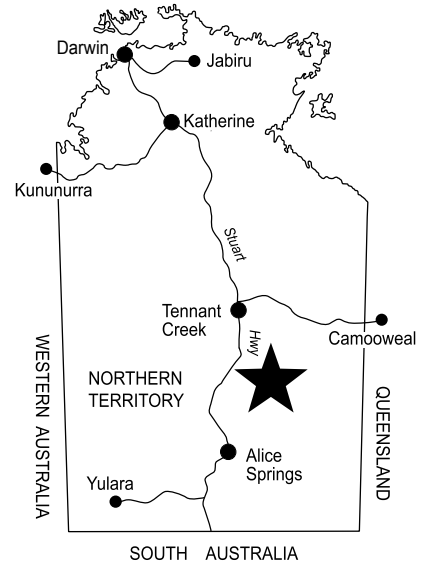 Darwin
Jabiru
Katherine
Kununurra
Stuart
Tennant
Creek
Hwy
Camooweal
WESTERN AUSTRALIA
NORTHERN
TERRITORY
QUEENSLAND
Alice
Springs
Yulara
SOUTH AUSTRALIA